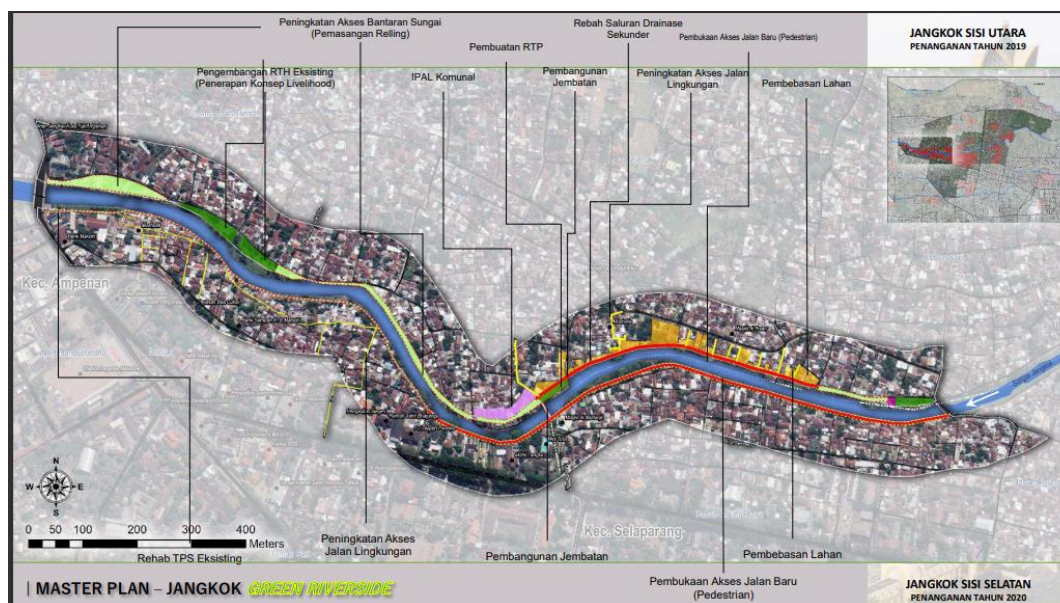 Peningkatan Akses Bantaran Sungai
(Pemasangan Relling)
Rebah Saluran Drainase
Sekunder
Pembukaan Akses Jalan Baru (Pedestrian)
JANGKOK SISI UTARA
PENANGANAN TAHUN 2019
Pembuatan RTP
Pengembangan RTH Eksisting
(Penerapan Konsep Livelihood)
IPAL Komunal
Pembangunan
Jembatan
Peningkatan Akses Jalan
Lingkungan
Pembebasan Lahan
Kec. Ampenan
Kec. Selaparang
N
W
E
S
0 50 100 200 300 400
Meters
Rehab TPS Eksisting
Peningkatan Akses
Jalan Lingkungan
Pembangunan Jembatan
Pembebasan Lahan
Pembukaan Akses Jalan Baru
(Pedestrian)
| MASTER PLAN – JANGKOK GREEN RIVERSIDE
JANGKOK SISI SELATAN
PENANGANAN TAHUN 2020